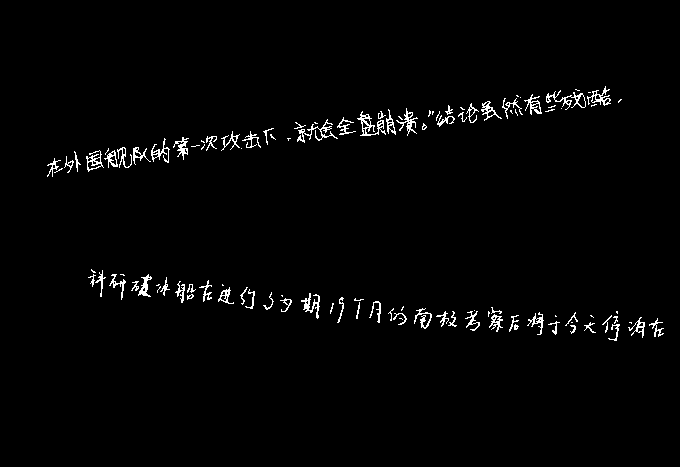 在外国舰队的第一次攻击下，就会全盘崩溃。”结论虽然有些残酷，
科研破冰船在进行了为期19个月的南极考察后将于今天停泊在